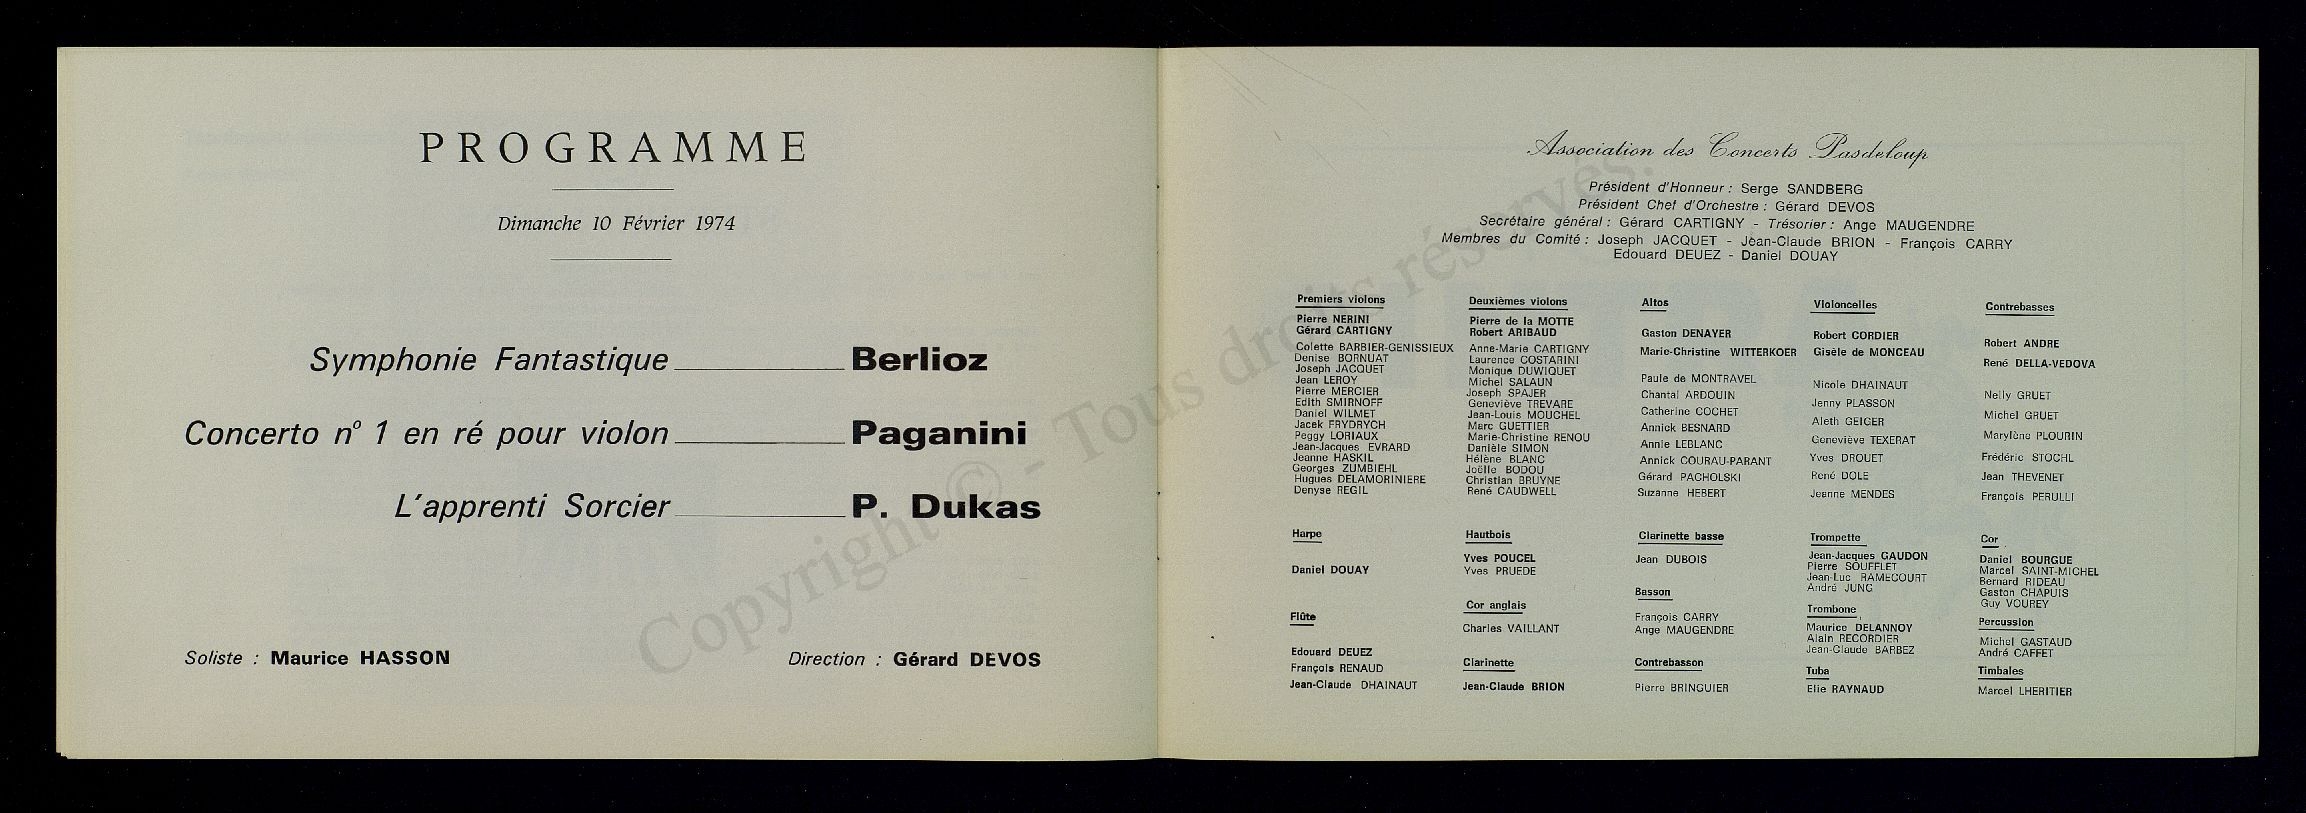 PROGRAMME
Dimanche 10 Février 1974
Symphonie Fantastique Berlioz
Concerto n° 1 en ré pour violon Paganini
L'apprenti Sorcier P. Dukas
Soliste : Maurice HASSON
Direction : Gérard DEVOS
Association des Concerts Pasdeloup
Président d'Honneur : Serge SANDBERG
Président Chef d'Orchestre : Gérard DEVOS
Secrétaire général : Gérard CARTIGNY - Trésorier : Ange MAUGENDRE
Membres du Comité : Joseph JACQUET - Jean-Claude BRION - François CARRY
Edouard DEUEZ - Daniel DOUAY
Premiers violons
Pierre NERINI
Gérard CARTIGNY
Colette BARBIER-GENISSIEUX
Denise BORNUAT
Joseph JACQUET
Jean LEROY
Pierre MERCIER
Edith SMIRNOFF
Daniel WILMET
Jacek FRYDRYCH
Peggy LORIAUX
Jean-Jacques EVRARD
Jeanne HASKIL
Georges ZUMBIEHL
Hugues DELAMORINIERE
Denyse REGIL
Deuxièmes violons
Pierre de la MOTTE
Robert ARIBAUD
Anne-Marie CARTIGNY
Laurence COSTARINI
Monique DUWIQUET
Michel SALAUN
Joseph SPAJER
Geneviève TREVARE
Jean-Louis MOUCHEL
Marc GUETTIER
Marie-Christine RENOU
Danièle SIMON
Hélène BLANC
Joëlle BODOU
Christian BRUYNE
René CAUDWELL
Altos
Gaston DENAYER
Marie-Christine WITTERKOER
Paule de MONTRAVEL
Chantal ARDOUIN
Catherine COCHET
Annick BESNARD
Annie LEBLANC
Annick COURAU-PARANT
Gérard PACHOLSKI
Suzanne HEBERT
Violoncelles
Robert CORDIER
Gisèle de MONCEAU
Nicole DHAINAUT
Jenny PLASSON
Aleth GEIGER
Geneviève TEXERAT
Yves DROUET
René DOLE
Jeanne MENDES
Contrebasses
Robert ANDRE
René DELLA-VEDOVA
Nelly GRUET
Michel GRUET
Marylène PLOURIN
Frédéric STOCHL
Jean THEVENET
François PERULLI
Harpe
Daniel DOUAY
Flûte
Edouard DEUEZ
François RENAUD
Jean-Claude DHAINAUT
Hautbois
Yves POUCEL
Yves PRUEDE
Cor anglais
Charles VAILLANT
Clarinette
Jean-Claude BRION
Clarinette basse
Jean DUBOIS
Basson
François CARRY
Ange MAUGENDRE
Contrebasson
Pierre BRINGUIER
Trompette
Jean-Jacques GAUDON
Pierre SOUFFLET
Jean-Luc RAMECOURT
André JUNG
Trombone
Maurice DELANNOY
Alain RECORDIER
Jean-Claude BARBEZ
Tuba
Elie RAYNAUD
Cor
Daniel BOURGUE
Marcel SAINT-MICHEL
Bernard RIDEAU
Gaston CHAPUIS
Guy VOUREY
Percussion
Michel GASTAUD
André CAFFET
Timbales
Marcel LHERITIER
Copyright © - Tous droits réservés.